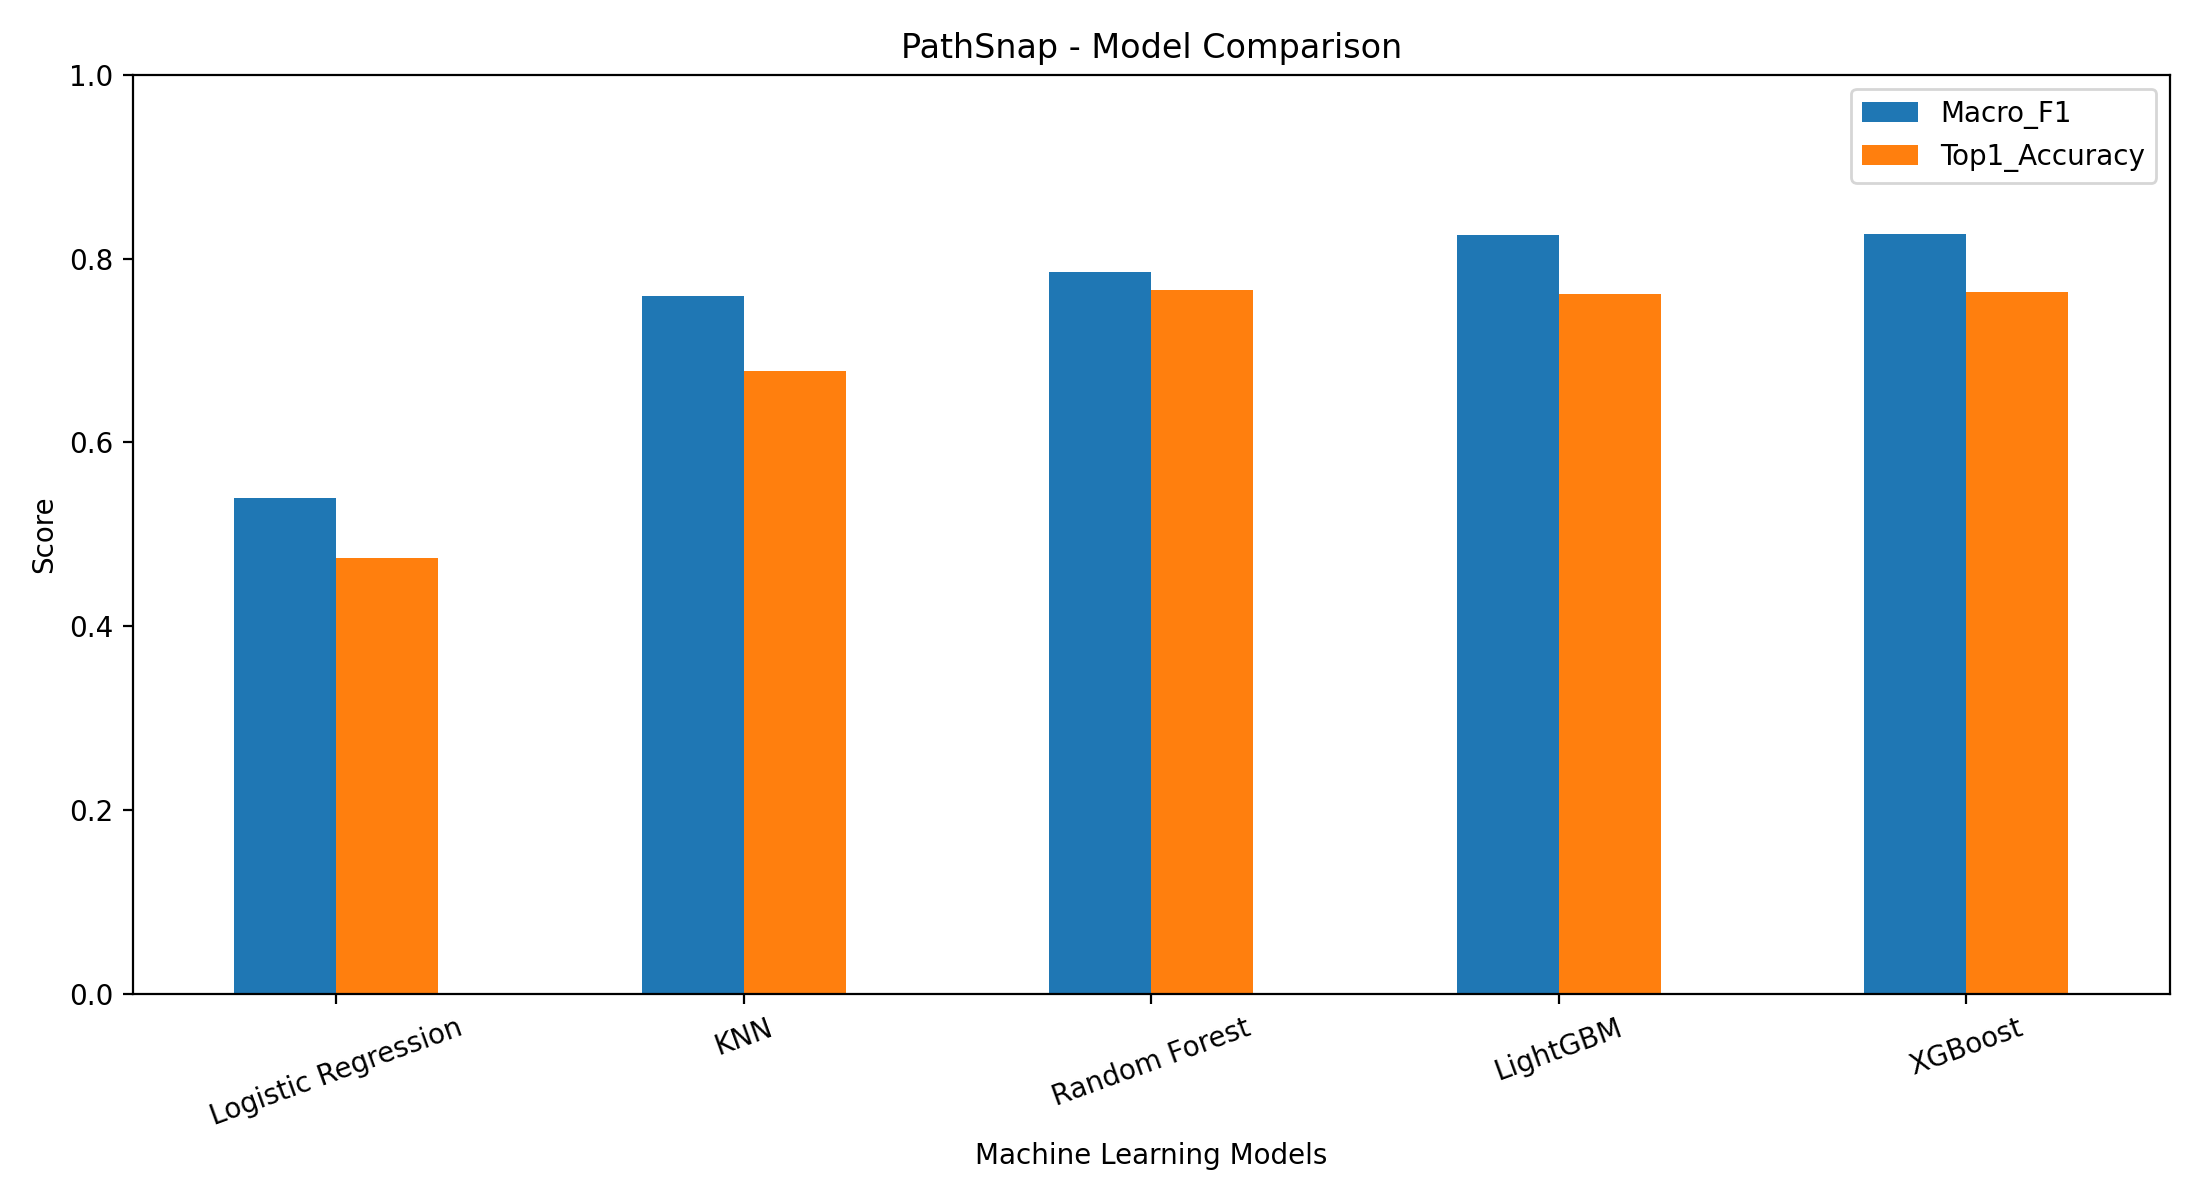 PathSnap - Model Comparison
1.0
0.8
0.6
0.4
0.2
0.0
Score
Macro_F1
Top1_Accuracy
Logistic Regression
KNN
Random Forest
LightGBM
XGBoost
Machine Learning Models